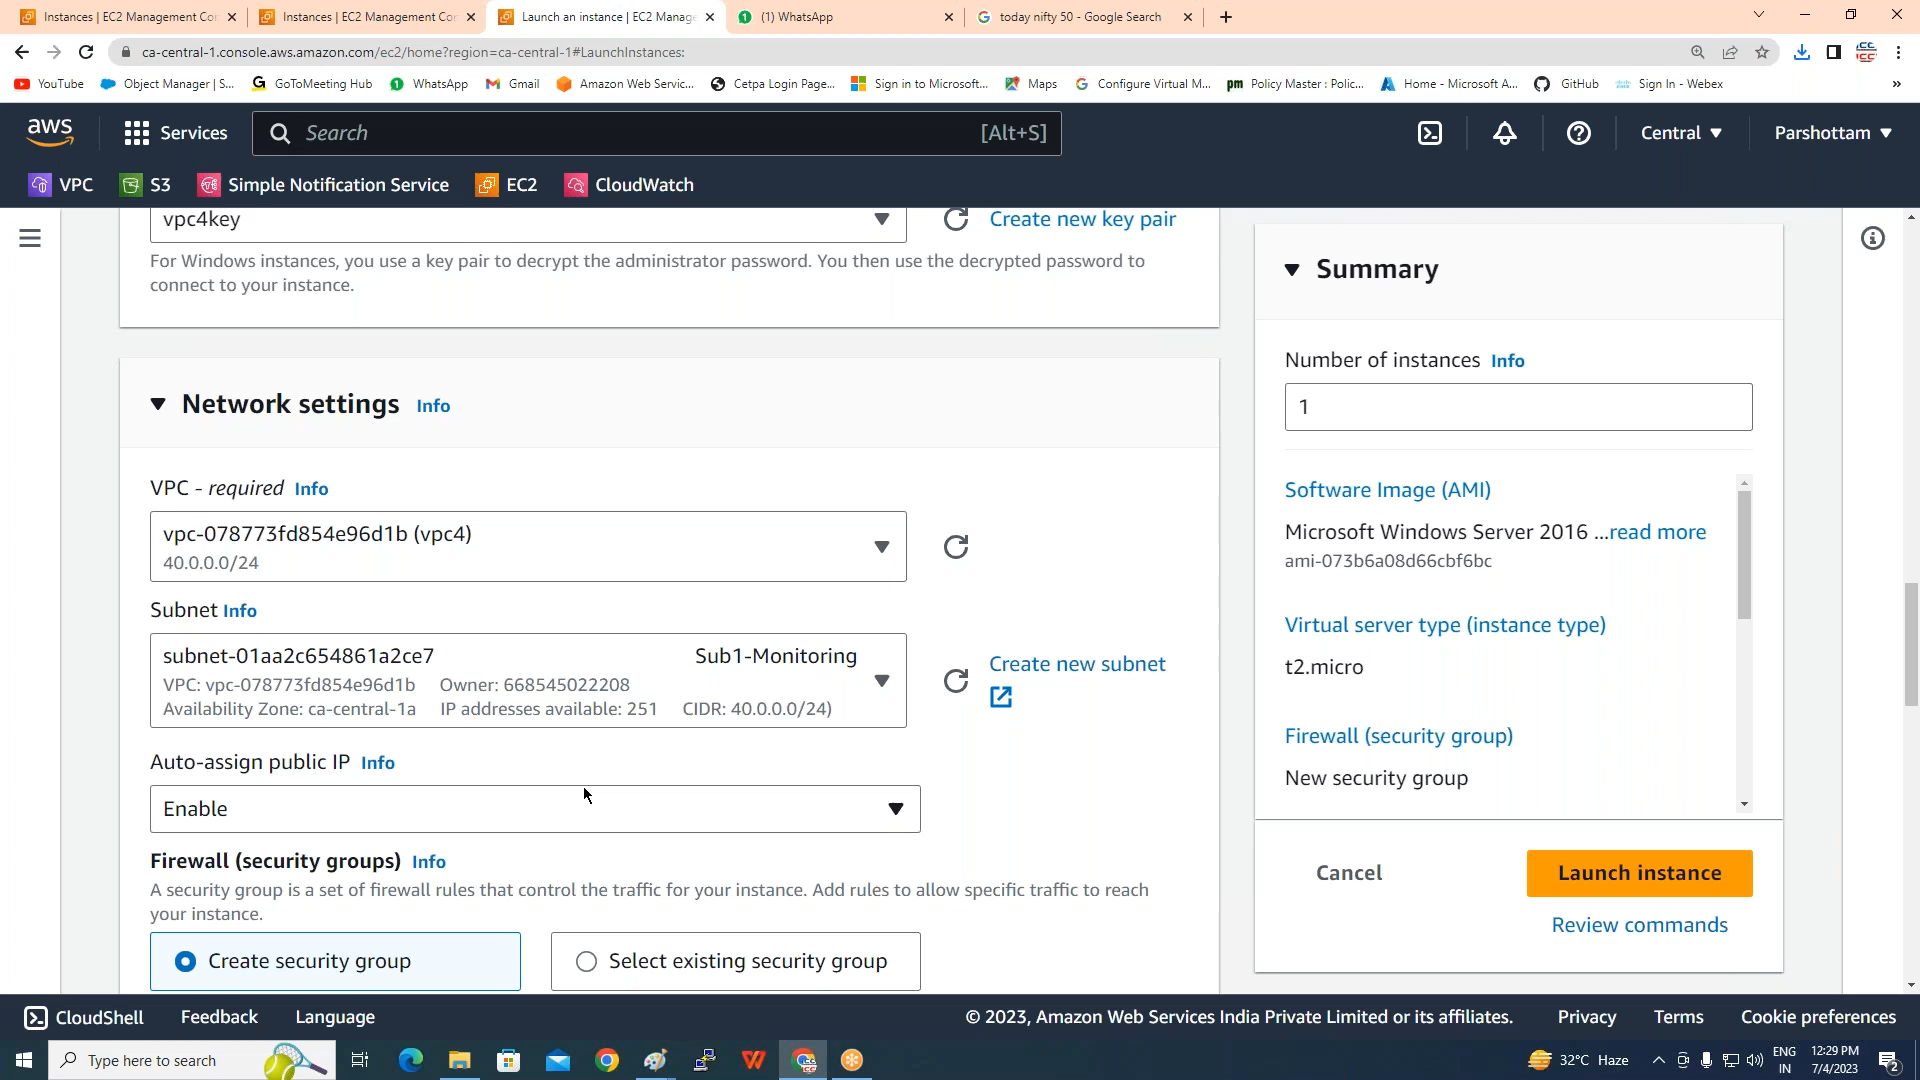 Instances | EC2 Management Cor
Instances | EC2 Management Cor
Launch an instance | EC2 Manage
(1) WhatsApp
today nifty 50 - Google Search
ca-central-1.console.aws.amazon.com/ec2/home?region=ca-central-1#LaunchInstances:
YouTube
Object Manager | S...
GoToMeeting Hub
WhatsApp
Gmail
Amazon Web Servic...
Cetpa Login Page...
Sign in to Microsoft...
Maps
Configure Virtual M...
pm Policy Master : Polic...
Home - Microsoft A...
GitHub
Sign In - Webex
»
aws
Services
Search
[Alt+S]
Central
Parshottam
VPC
S3
Simple Notification Service
EC2
CloudWatch
vpc4key
Create new key pair
For Windows instances, you use a key pair to decrypt the administrator password. You then use the decrypted password to
connect to your instance.
Network settings Info
VPC - required Info
vpc-078773fd854e96d1b (vpc4)
40.0.0.0/24
Subnet Info
subnet-01aa2c654861a2ce7 Sub1-Monitoring
VPC: vpc-078773fd854e96d1b Owner: 668545022208
Availability Zone: ca-central-1a IP addresses available: 251 CIDR: 40.0.0.0/24)
Create new subnet
Auto-assign public IP Info
Enable
Firewall (security groups) Info
A security group is a set of firewall rules that control the traffic for your instance. Add rules to allow specific traffic to reach
your instance.
Create security group
Select existing security group
Summary
Number of instances Info
1
Software Image (AMI)
Microsoft Windows Server 2016 ...read more
ami-073b6a08d66cbf6bc
Virtual server type (instance type)
t2.micro
Firewall (security group)
New security group
Cancel
Launch instance
Review commands
CloudShell
Feedback
Language
© 2023, Amazon Web Services India Private Limited or its affiliates.
Privacy
Terms
Cookie preferences
Type here to search
32°C Haze
ENG
IN
12:29 PM
7/4/2023
2